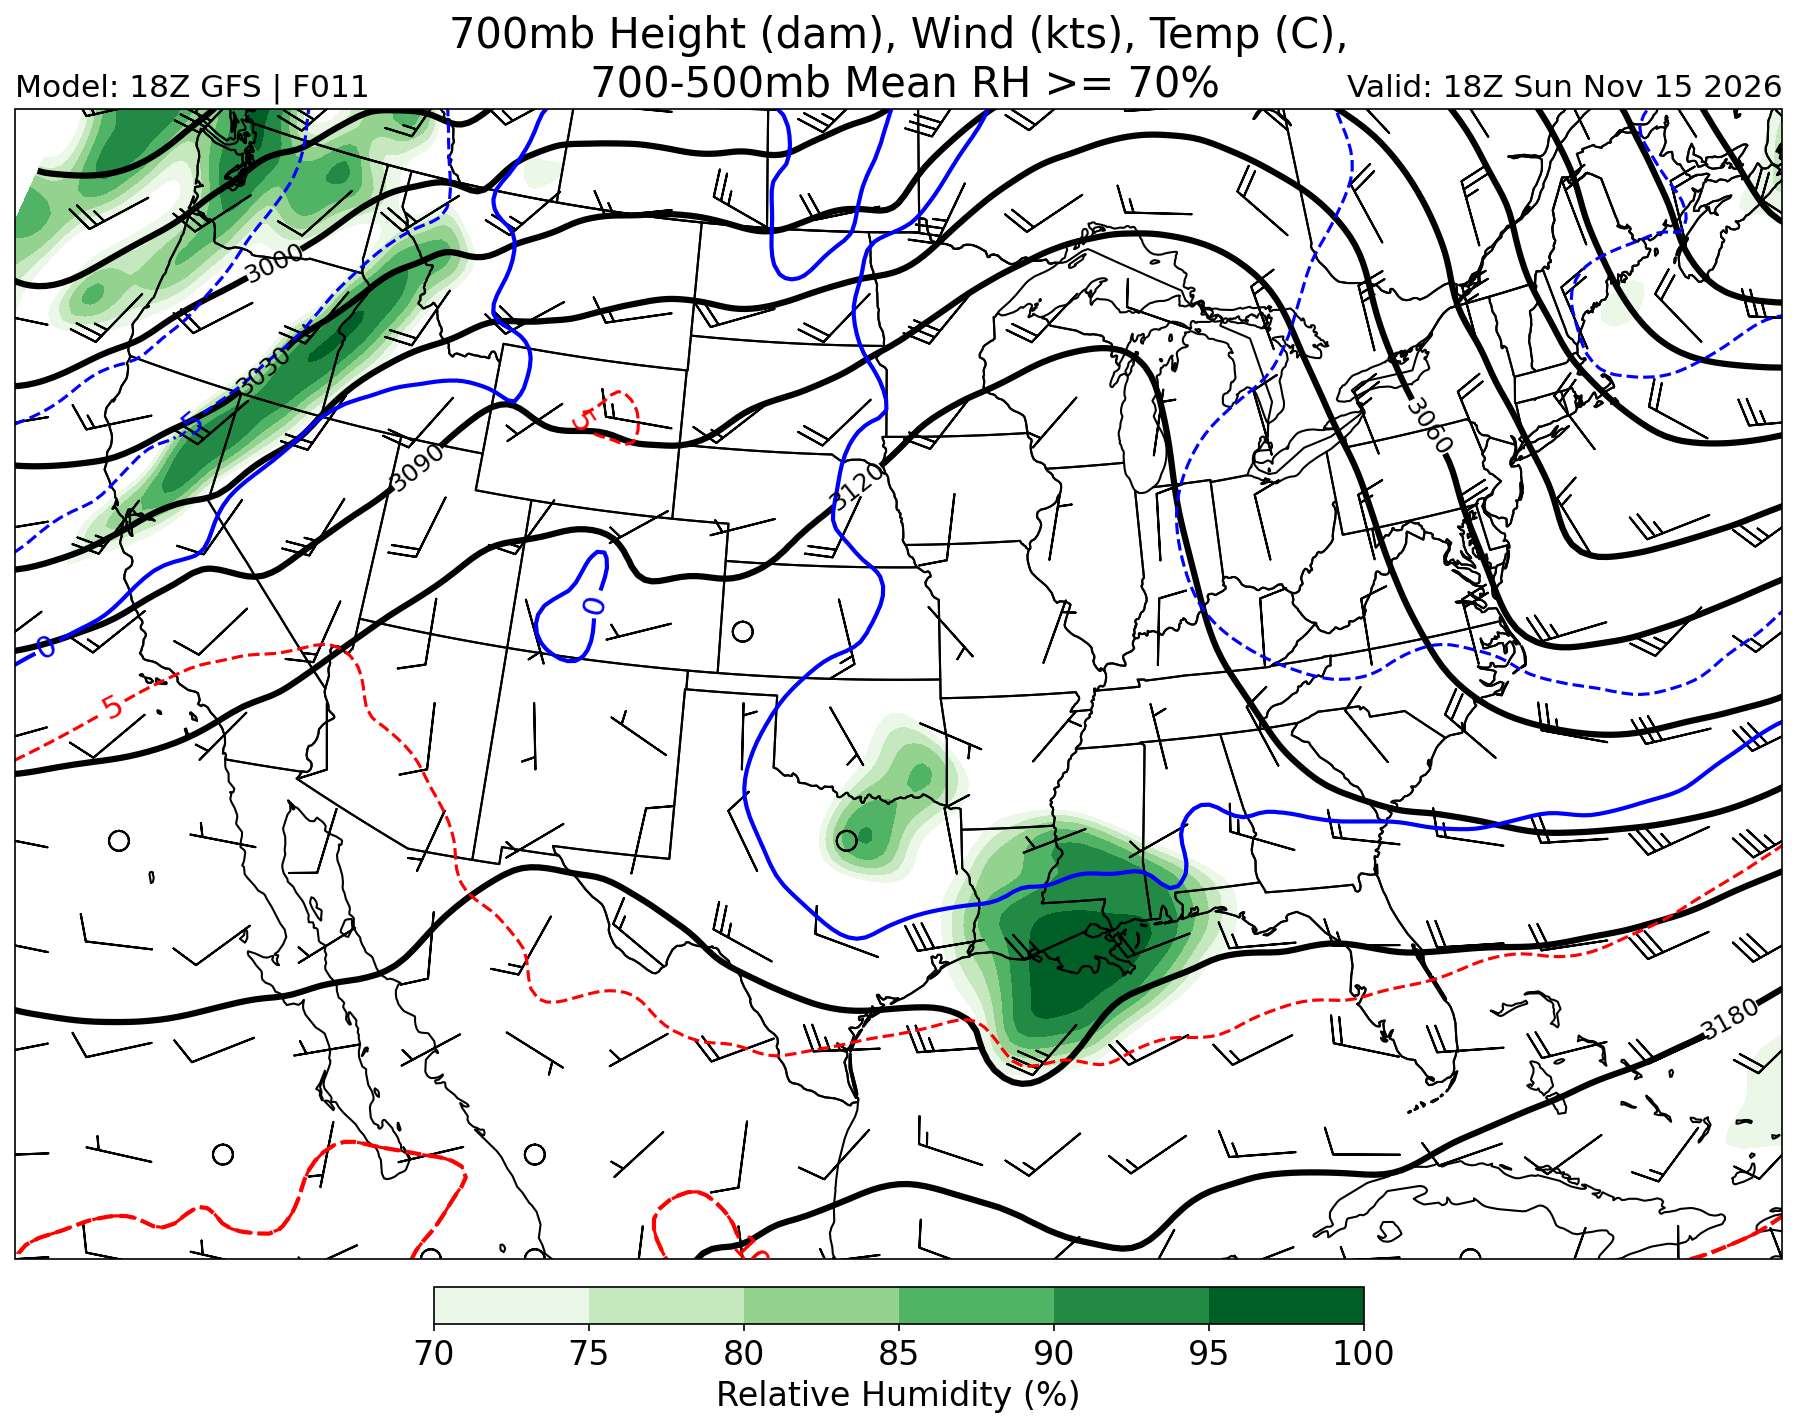 700mb Height (dam), Wind (kts), Temp (C),
700-500mb Mean RH >= 70%
Model: 18Z GFS | F011
Valid: 18Z Sun Nov 15 2026
3000
3030
-5
5
3060
3090
3120
0
0
5
3180
70 75 80 85 90 95 100
Relative Humidity (%)